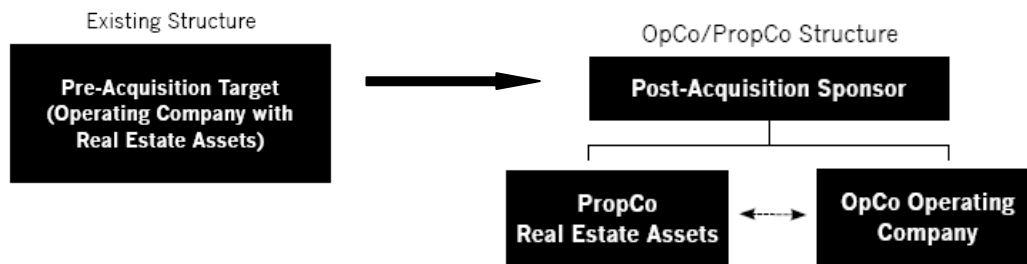 Existing Structure
Pre-Acquisition Target
(Operating Company with
Real Estate Assets)
OpCo/PropCo Structure
Post-Acquisition Sponsor
PropCo
Real Estate Assets
OpCo Operating
Company